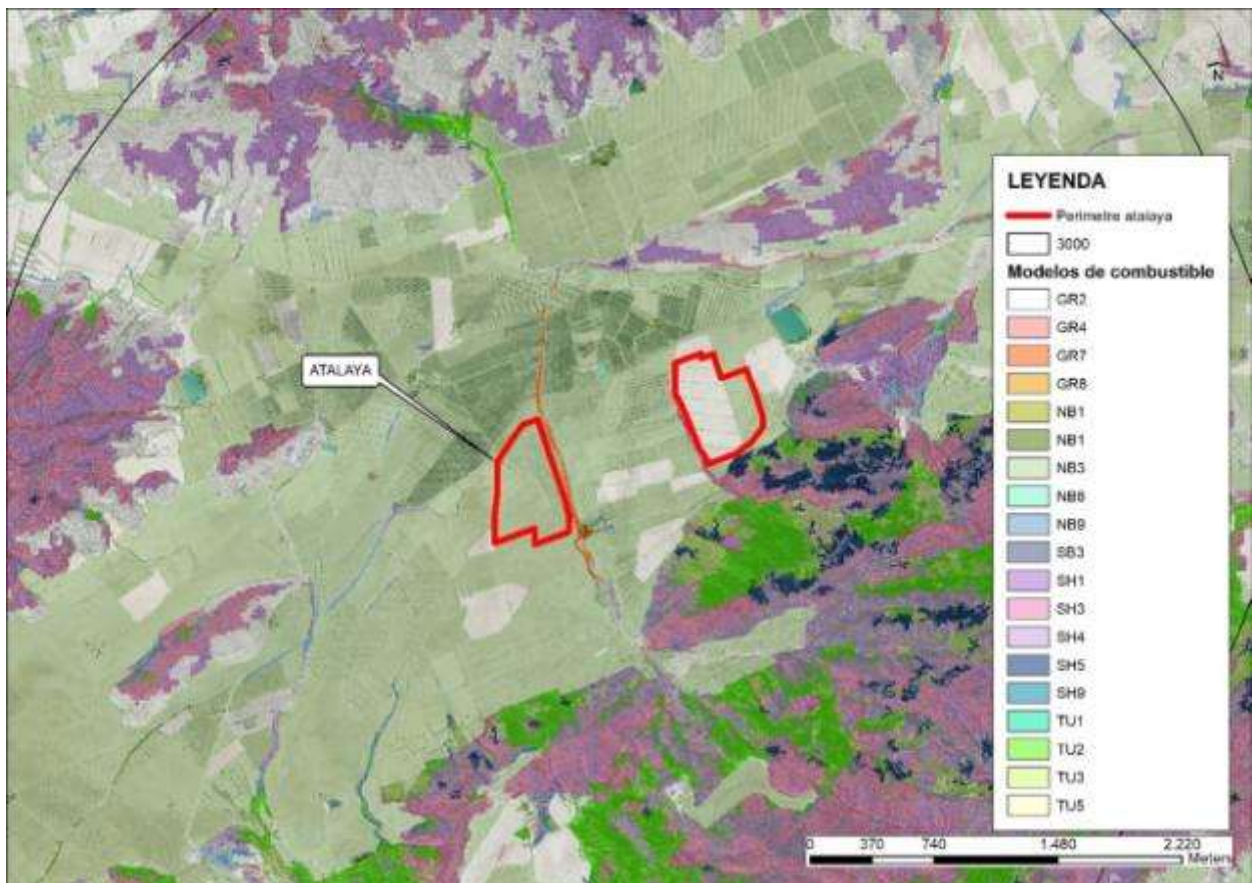 N
LEYENDA
Perimetre atalaya
3000
Modelos de combustible
GR2
GR4
GR7
GR8
NB1
NB1
NB3
NB8
NB9
SB3
SH1
SH3
SH4
SH5
SH9
TU1
TU2
TU3
TU5
ATALAYA
0 370 740 1.480 2.220
Meters